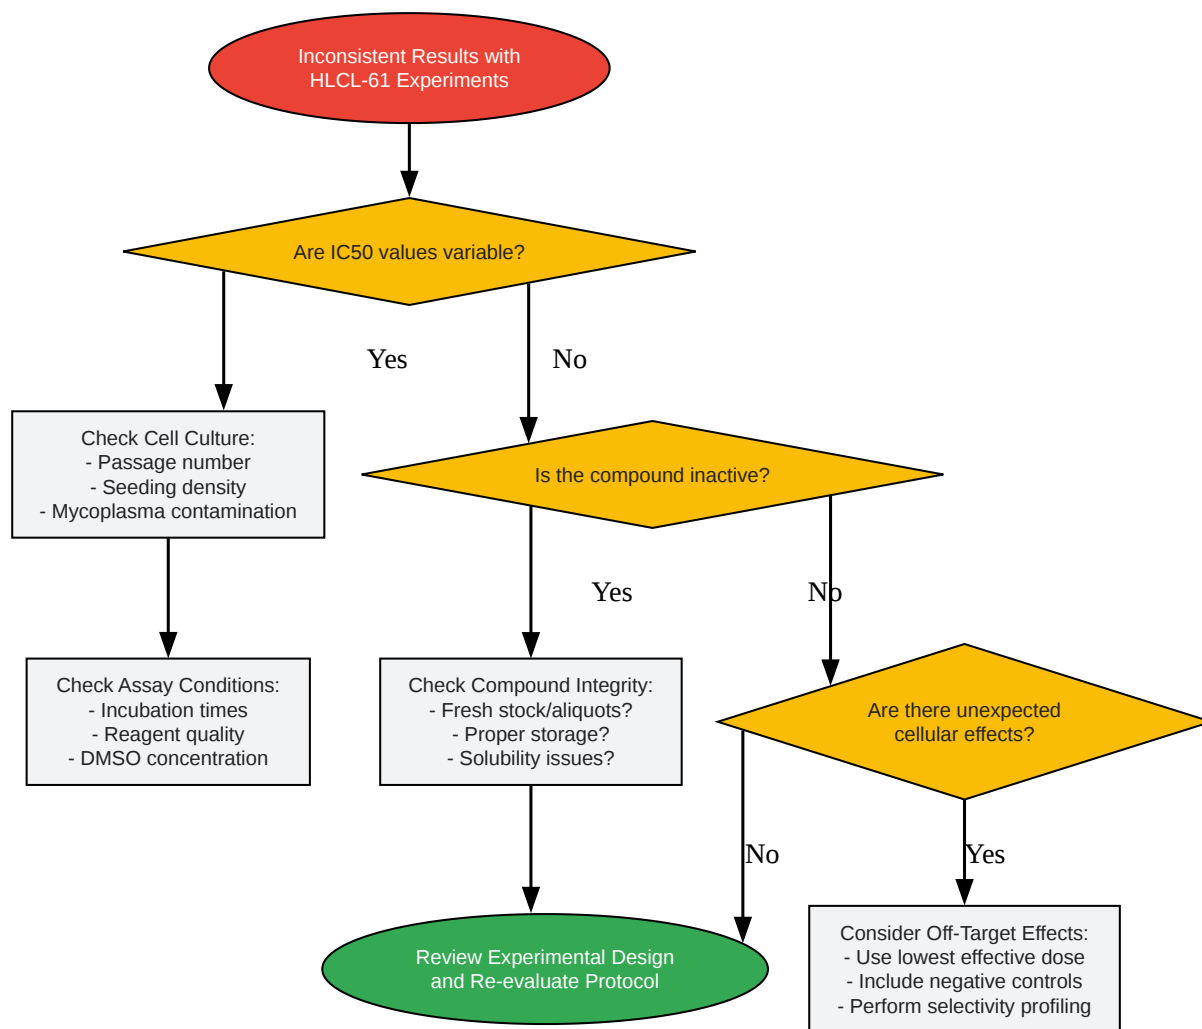 Inconsistent Results with
HLCL-61 Experiments
Are IC50 values variable?
Yes
No
Check Cell Culture:
- Passage number
- Seeding density
- Mycoplasma contamination
Is the compound inactive?
Yes
No
Check Assay Conditions:
- Incubation times
- Reagent quality
- DMSO concentration
Check Compound Integrity:
- Fresh stock/aliquots?
- Proper storage?
- Solubility issues?
Are there unexpected
cellular effects?
No
Yes
Review Experimental Design
and Re-evaluate Protocol
Consider Off-Target Effects:
- Use lowest effective dose
- Include negative controls
- Perform selectivity profiling